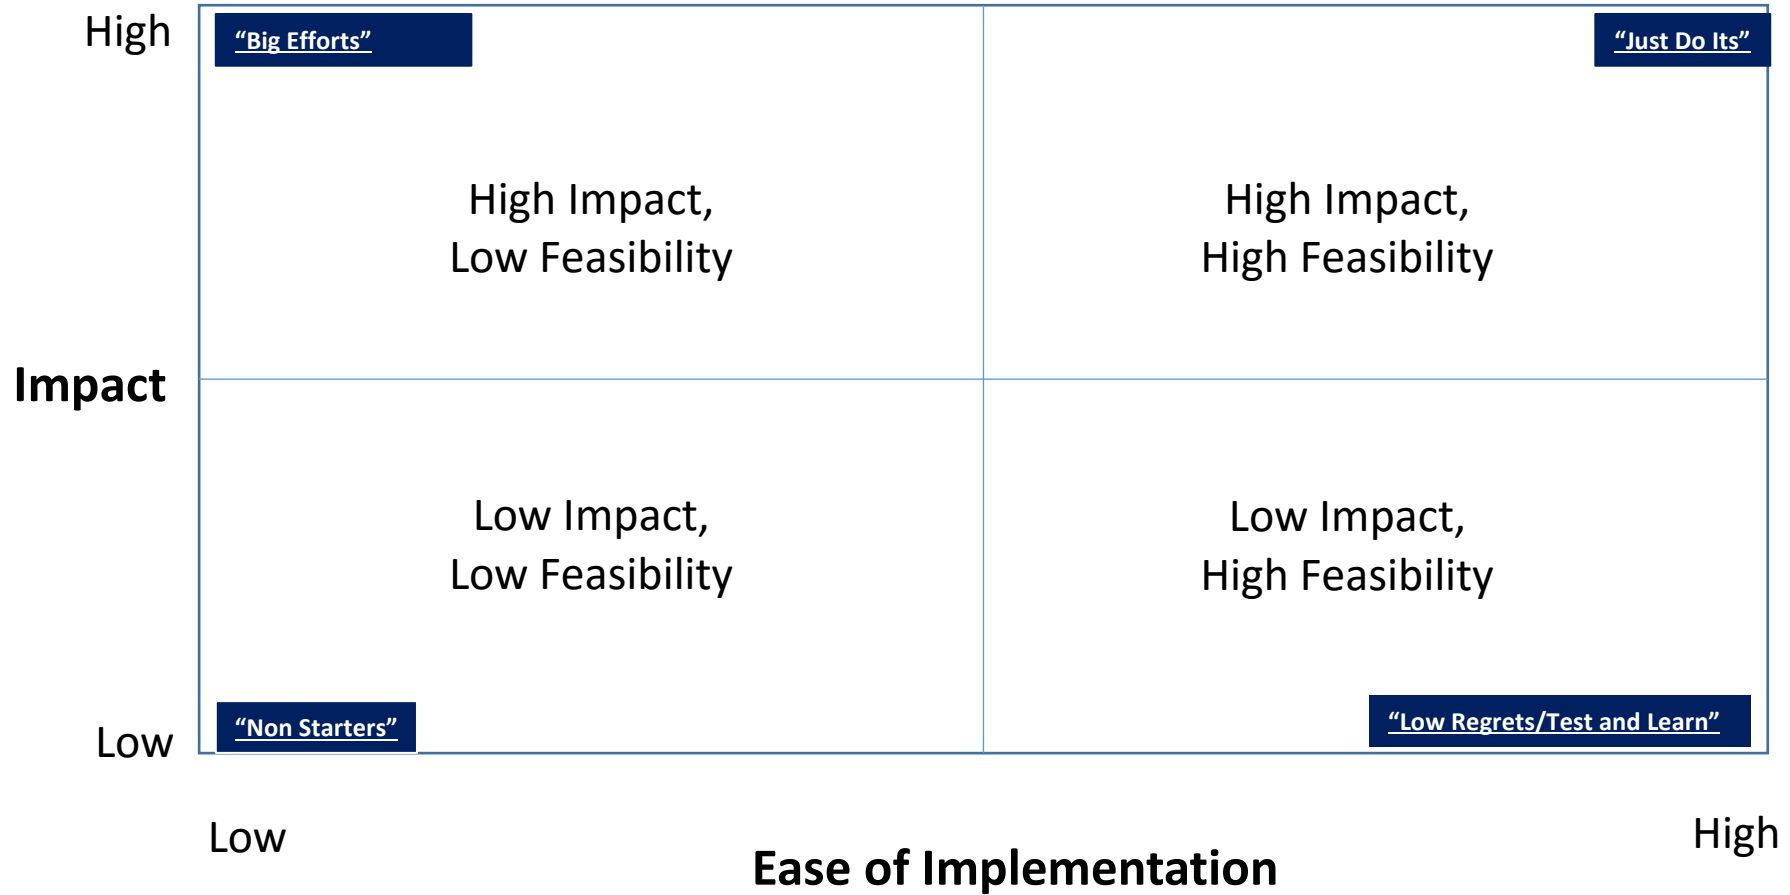 High
“Big Efforts”
“Just Do Its”
High Impact,
Low Feasibility
High Impact,
High Feasibility
Impact
Low Impact,
Low Feasibility
Low Impact,
High Feasibility
“Non Starters”
“Low Regrets/Test and Learn”
Low
Low
High
Ease of Implementation